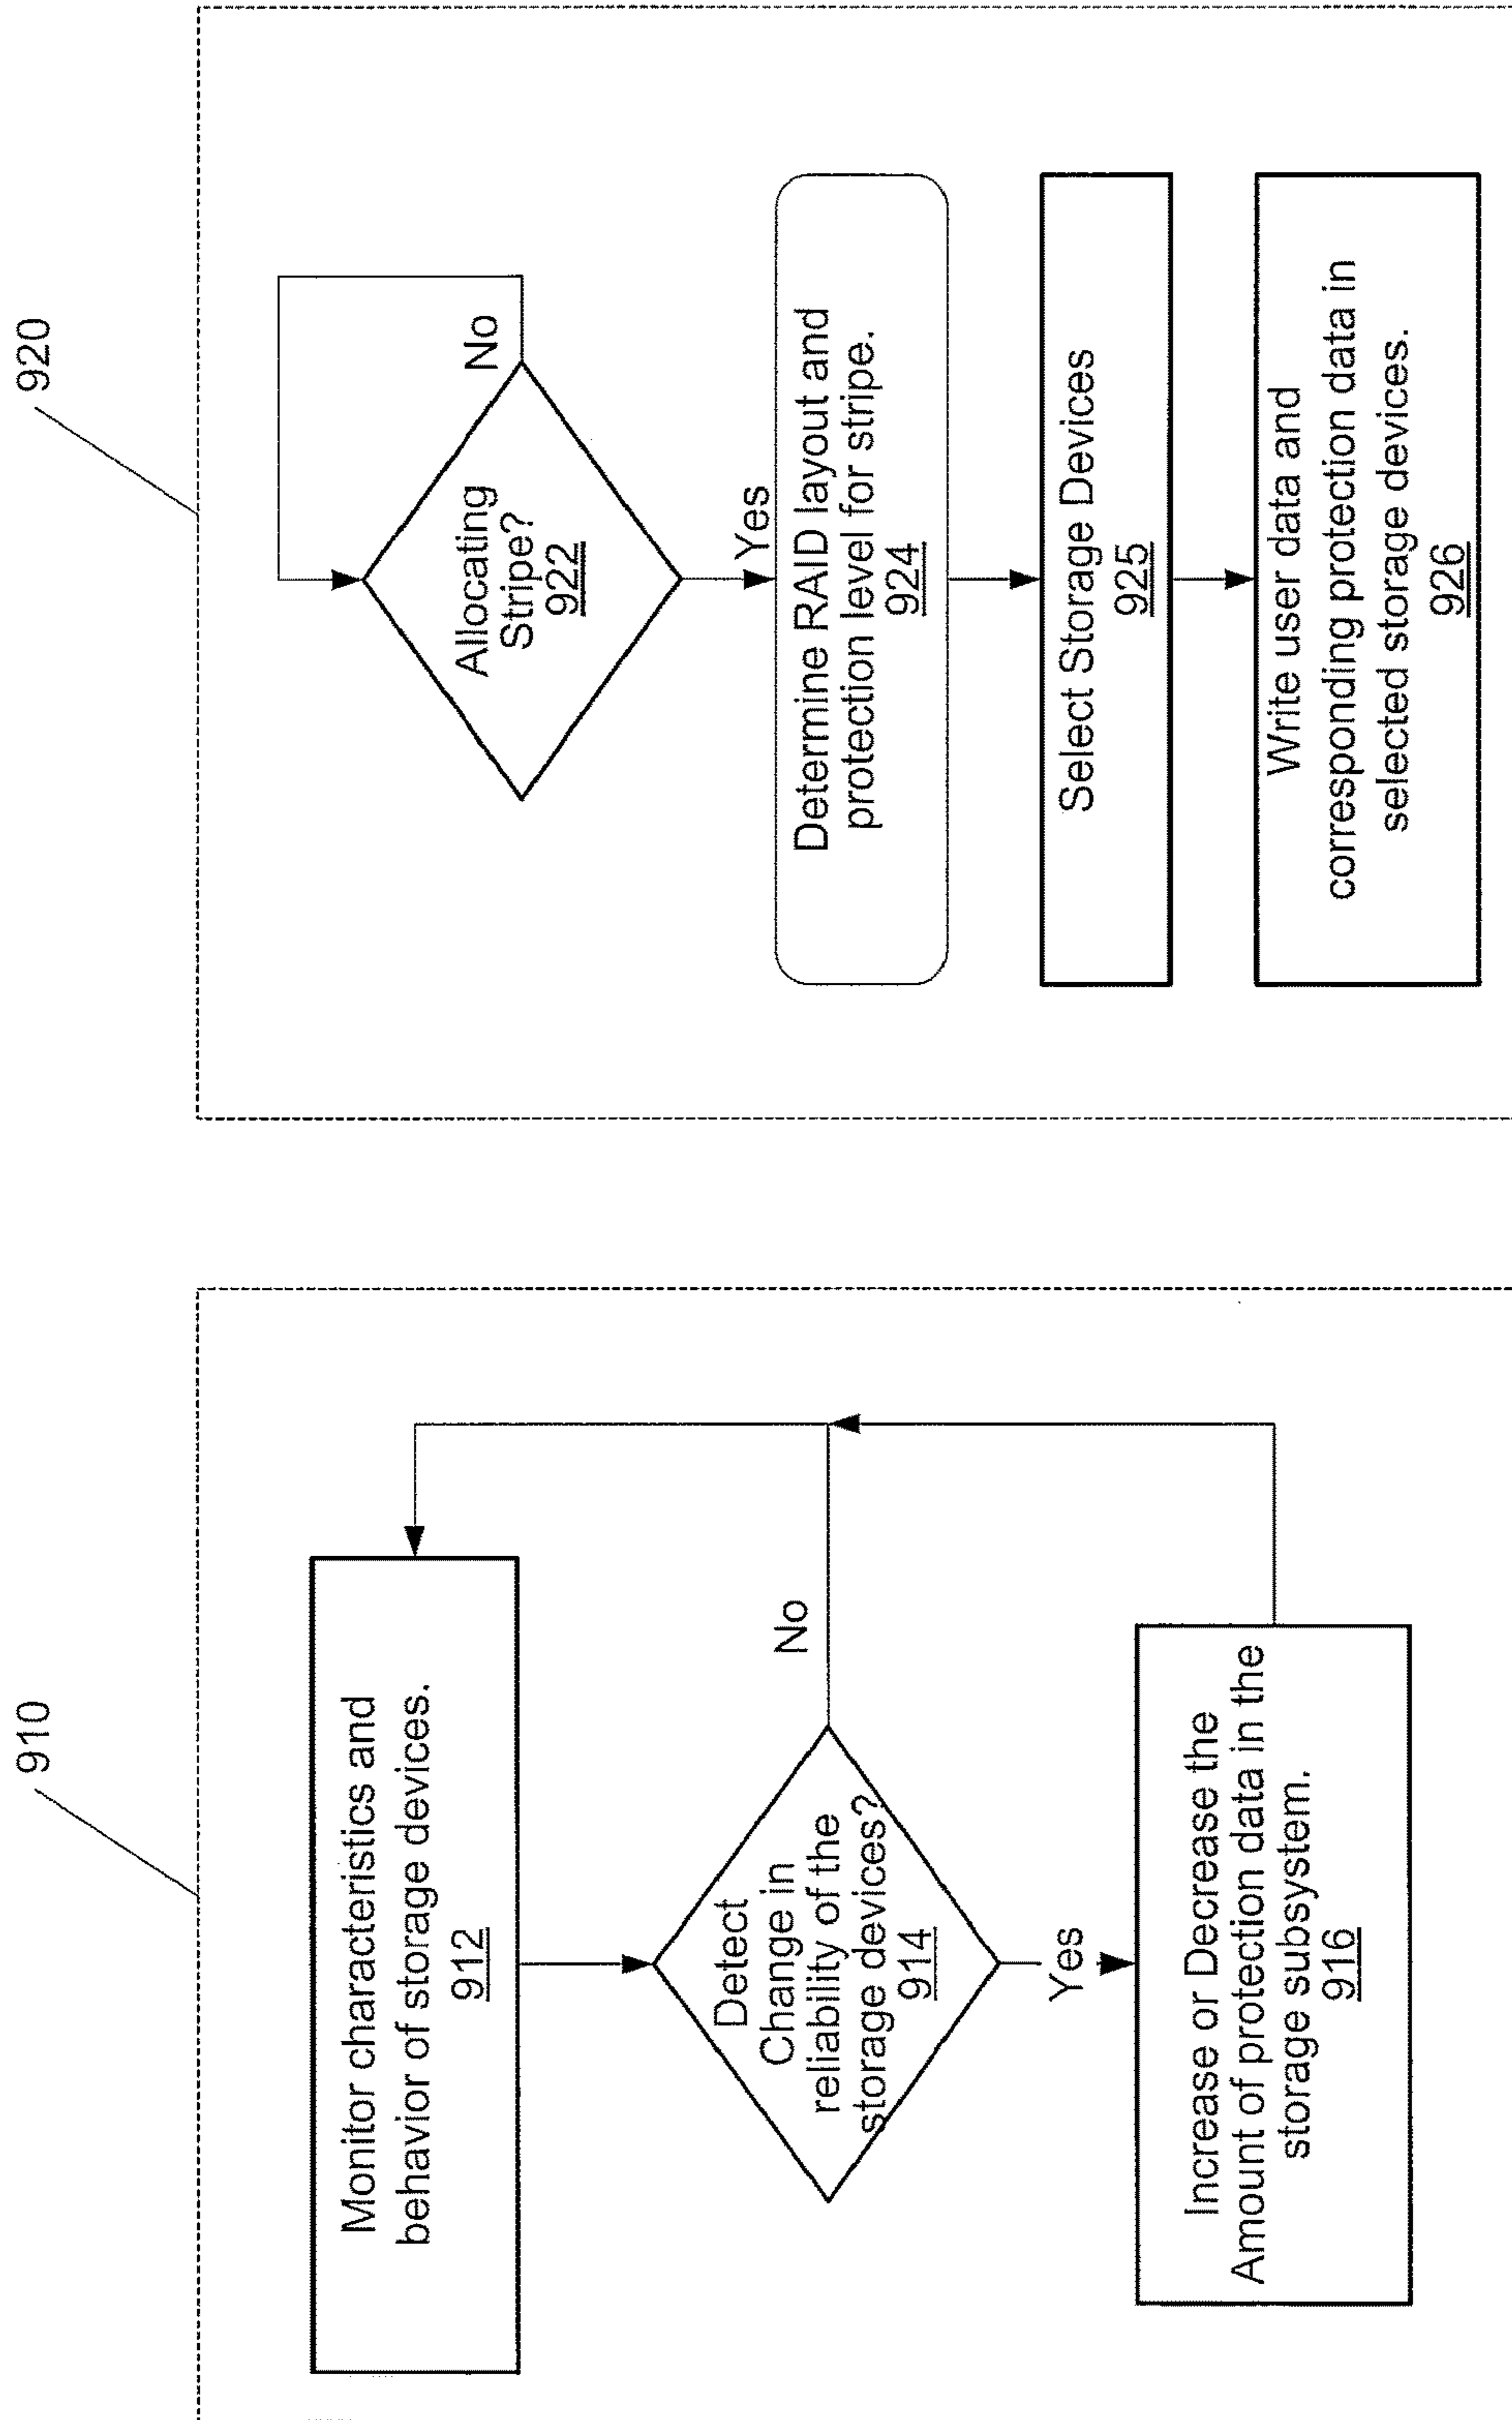 910
Monitor characteristics and
behavior of storage devices.
912
Detect
Change in
reliability of the
storage devices?
914
No
Yes
Increase or Decrease the
Amount of protection data in the
storage subsystem.
916
920
Allocating
Stripe?
922
No
Yes
Determine RAID layout and
protection level for stripe.
924
Select Storage Devices
925
Write user data and
corresponding protection data in
selected storage devices.
926